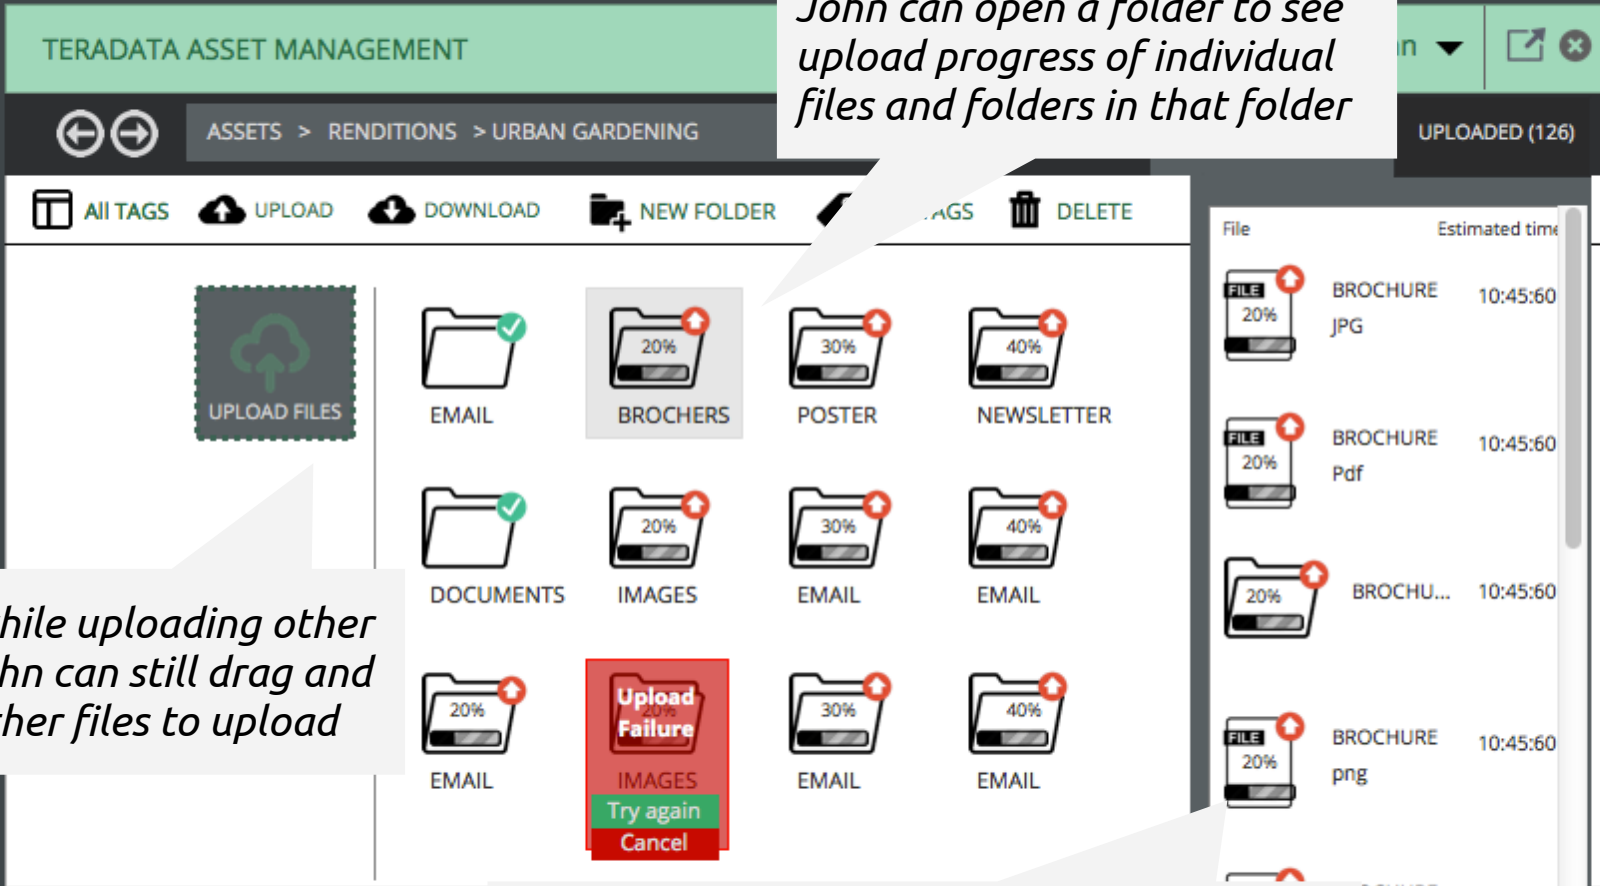 John can open a folder to see
upload progress of individual
files and folders in that folder
TERADATA ASSET MANAGEMENT
ASSETS > RENDITIONS > URBAN GARDENING
UPLOADED (126)
All TAGS
UPLOAD
DOWNLOAD
NEW FOLDER
DELETE
File
Estimated time
UPLOAD FILES
EMAIL
20%
BROCHERS
30%
POSTER
40%
NEWSLETTER
DOCUMENTS
20%
IMAGES
30%
EMAIL
40%
EMAIL
uploading other
can still drag and
files to upload
20%
EMAIL
Upload
Failure
20%
IMAGES
Try again
Cancel
30%
EMAIL
40%
EMAIL
FILE
20%
BROCHURE
JPG
10:45:60
FILE
20%
BROCHURE
Pdf
10:45:60
20%
BROCHU...
10:45:60
FILE
20%
BROCHURE
png
10:45:60